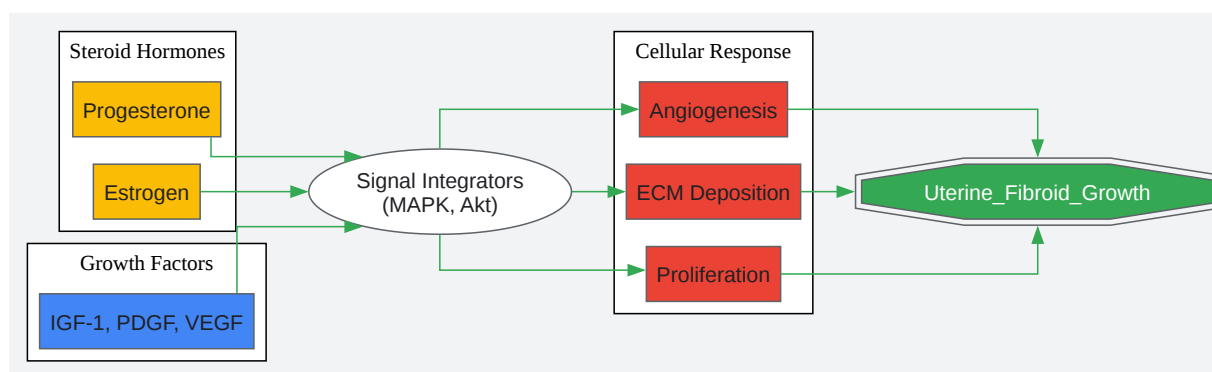 Steroid Hormones
Progesterone
Estrogen
Growth Factors
IGF-1, PDGF, VEGF
Signal Integrators
(MAPK, Akt)
Cellular Response
Angiogenesis
ECM Deposition
Proliferation
Uterine_Fibroid_Growth